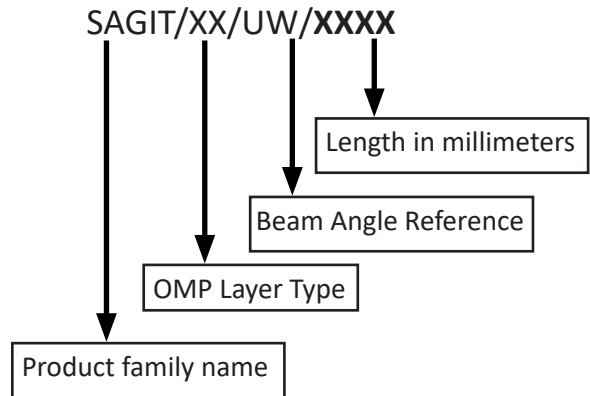 SAGIT/XX/UW/XXXX
Length in millimeters
Beam Angle Reference
OMP Layer Type
Product family name